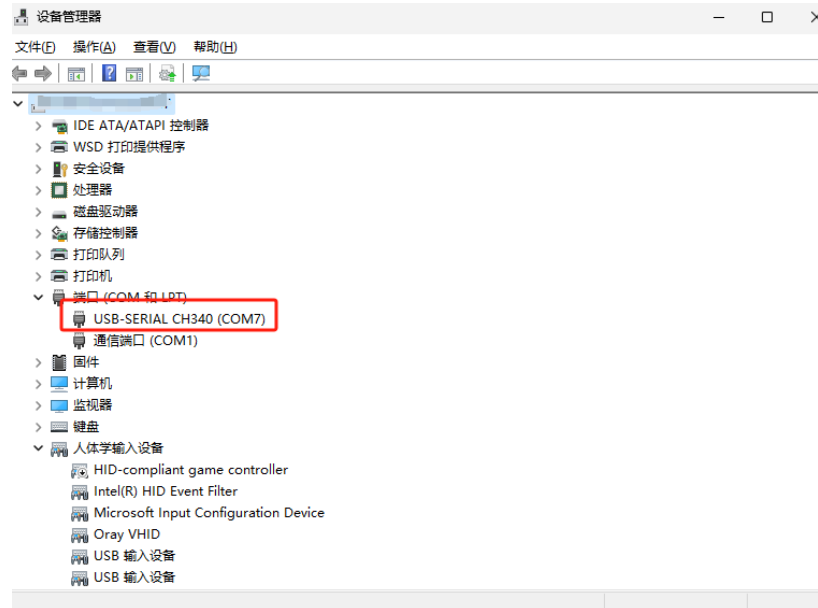 设备管理器
文件(F) 操作(A) 查看(V) 帮助(H)
IDE ATA/ATAPI 控制器
WSD 打印提供程序
安全设备
处理器
磁盘驱动器
存储控制器
打印队列
打印机
端口 (COM 和 LPT)
USB-SERIAL CH340 (COM7)
通信端口 (COM1)
固件
计算机
监视器
键盘
人体学输入设备
HID-compliant game controller
Intel(R) HID Event Filter
Microsoft Input Configuration Device
Oray VHID
USB 输入设备
USB 输入设备